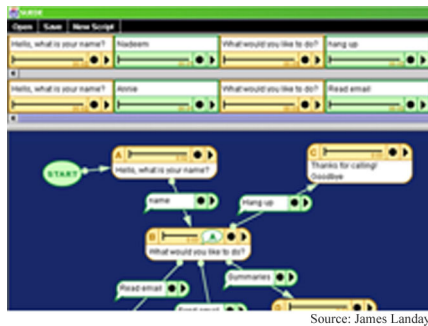 SUEDE
Open Save New Script
Hello, what is your name? Nadeem What would you like to do? hang up
Hello, what is your name? Annie What would you like to do? Read email
START
A
Hello, what is your name?
C
Thanks for calling!
Goodbye
name
Hang up
B
A
What would you like to do?
Read email
Summaries
Read email
Source: James Landay